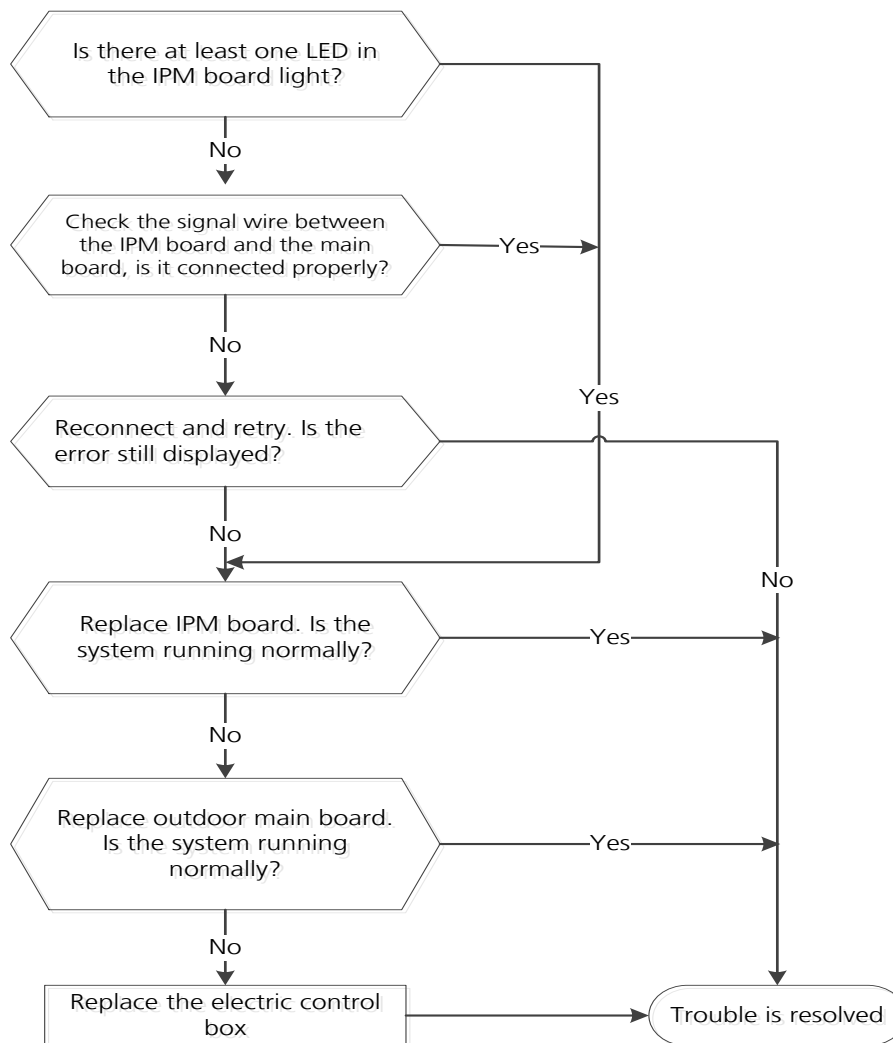 Is there at least one LED in
the IPM board light?
No
Check the signal wire between
the IPM board and the main
board, is it connected properly?
Yes
No
Yes
Reconnect and retry. Is the
error still displayed?
No
No
Replace IPM board. Is the
system running normally?
Yes
No
Replace outdoor main board.
Is the system running
normally?
Yes
No
Replace the electric control
box
Trouble is resolved